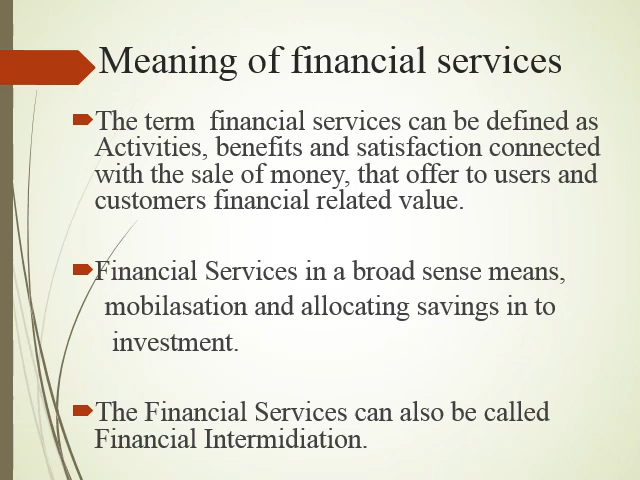 Meaning of financial services
The term  financial services can be defined as
Activities, benefits and satisfaction connected
with the sale of money, that offer to users and
customers financial related value.
Financial Services in a broad sense means,
mobilasation and allocating savings in to
investment.
The Financial Services can also be called
Financial Intermidiation.